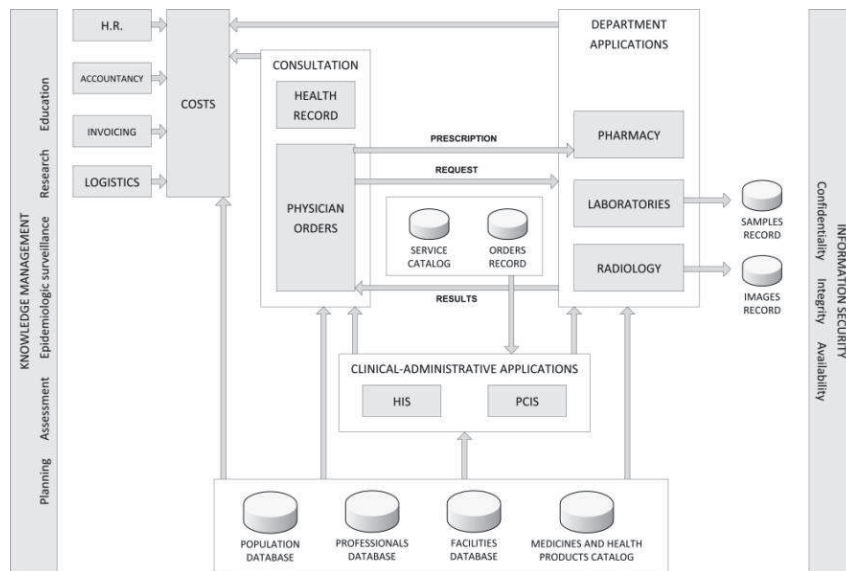 KNOWLEDGE MANAGEMENT
Planning Assessment Epidemiologic surveillance Research Education
H.R.
ACCOUNTANCY
INVOICING
LOGISTICS
COSTS
CONSULTATION
HEALTH
RECORD
PHYSICIAN
ORDERS
PRESCRIPTION
REQUEST
SERVICE
CATALOG
ORDERS
RECORD
RESULTS
DEPARTMENT
APPLICATIONS
PHARMACY
LABORATORIES
RADIOLOGY
SAMPLES
RECORD
IMAGES
RECORD
CLINICAL-ADMINISTRATIVE APPLICATIONS
HIS
PCIS
POPULATION
DATABASE
PROFESSIONALS
DATABASE
FACILITIES
DATABASE
MEDICINES AND HEALTH
PRODUCTS CATALOG
INFORMATION SECURITY
Confidentiality Integrity Availability